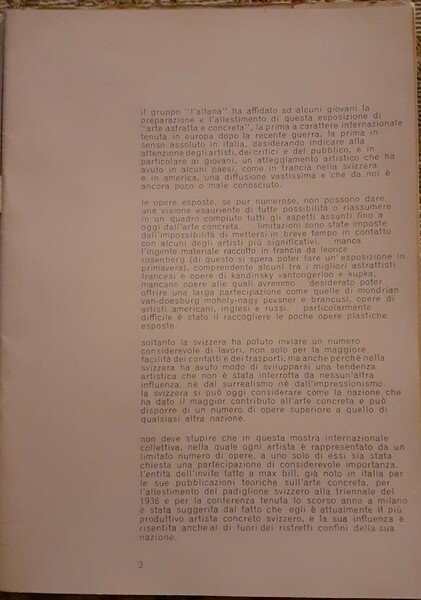 il gruppo "l'altana" ha affidato ad alcuni giovani la
preparazione e l'allestimento di questa esposizione di
"arte astratta e concreta". la prima a carattere internazionale
tenuta in europa dopo la recente guerra, la prima in
senso assoluto in italia, desiderando indicare alla
attenzione degli artisti, dei critici e del pubblico, e in
particolare ai giovani, un atteggiamento artistico che ha
avuto in alcuni paesi, come in francia nella svizzera
e in america, una diffusione vastissima e che da noi è
ancora poco o male conosciuto.
le opere esposte, se pur numerose, non possono dare
una visione esauriente di tutte possibilità o riassumere
in un quadro compiuto tutti gli aspetti assunti fino a
oggi dall'arte concreta. limitazioni sono state imposte
dall'impossibilità di mettersi in breve tempo in contatto
con alcuni degli artisti più significativi. manca
l'ingente materiale raccolto in francia da leonce
rosenberg (di questo si spera poter fare un'esposizione in
primavera), comprendente alcuni tra i migliori astrattisti
francesi e opere di kandinsky vantongerloo e kupka,
mancano opere alle quali avremmo desiderato poter
offrire una larga partecipazione come quelle di mondrian
van-doesburg moholy-nagy pevsner e brancusi, opere di
artisti americani, inglesi e russi. particolarmente
difficile è stato il raccogliere le poche opere plastiche
esposte.
soltanto la svizzera ha potuto inviare un numero
considerevole di lavori, non solo per la maggiore
facilità dei contatti e dei trasporti, ma anche perchè nella
svizzera ha avuto modo di svilupparsi una tendenza
artistica che non è stata interrotta da nessun'altra
influenza, nè dal surrealismo nè dall'impressionismo.
la svizzera si può oggi considerare come la nazione che
ha dato il maggior contributo all'arte concreta e può
disporre di un numero di opere superiore a quello di
qualsiasi altra nazione.
non deve stupire che in questa mostra internazionale
collettiva, nella quale ogni artista è rappresentato da un
limitato numero di opere, a uno solo di essi sia stata
chiesta una partecipazione di considerevole importanza.
l'entità dell'invito fatto a max bill, già noto in italia per
le sue pubblicazioni teoriche sull'arte concreta, per
l'allestimento del padiglione svizzero alla triennale del
1936 e per la conferenza tenuta lo scorso anno a milano
è stata suggerita dal fatto che egli è attualmente il più
produttivo artista concreto svizzero, e la sua influenza è
risentita anche al di fuori dei ristretti confini della sua
nazione.
3